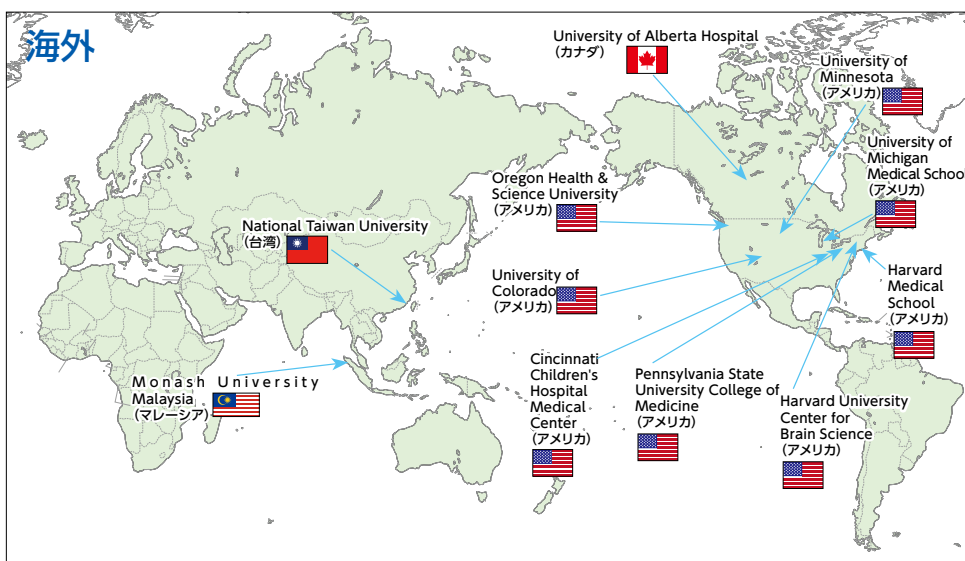 海外
University of Alberta Hospital
（カナダ）
University of
Minnesota
（アメリカ）
University of
Michigan
Medical School
（アメリカ）
Oregon Health &
Science University
（アメリカ）
National Taiwan University
（台湾）
University of
Colorado
（アメリカ）
Harvard
Medical
School
（アメリカ）
Monash University
Malaysia
（マレーシア）
Cincinnati
Children's
Hospital
Medical
Center
（アメリカ）
Pennsylvania State
University College of
Medicine
（アメリカ）
Harvard University
Center for
Brain Science
（アメリカ）